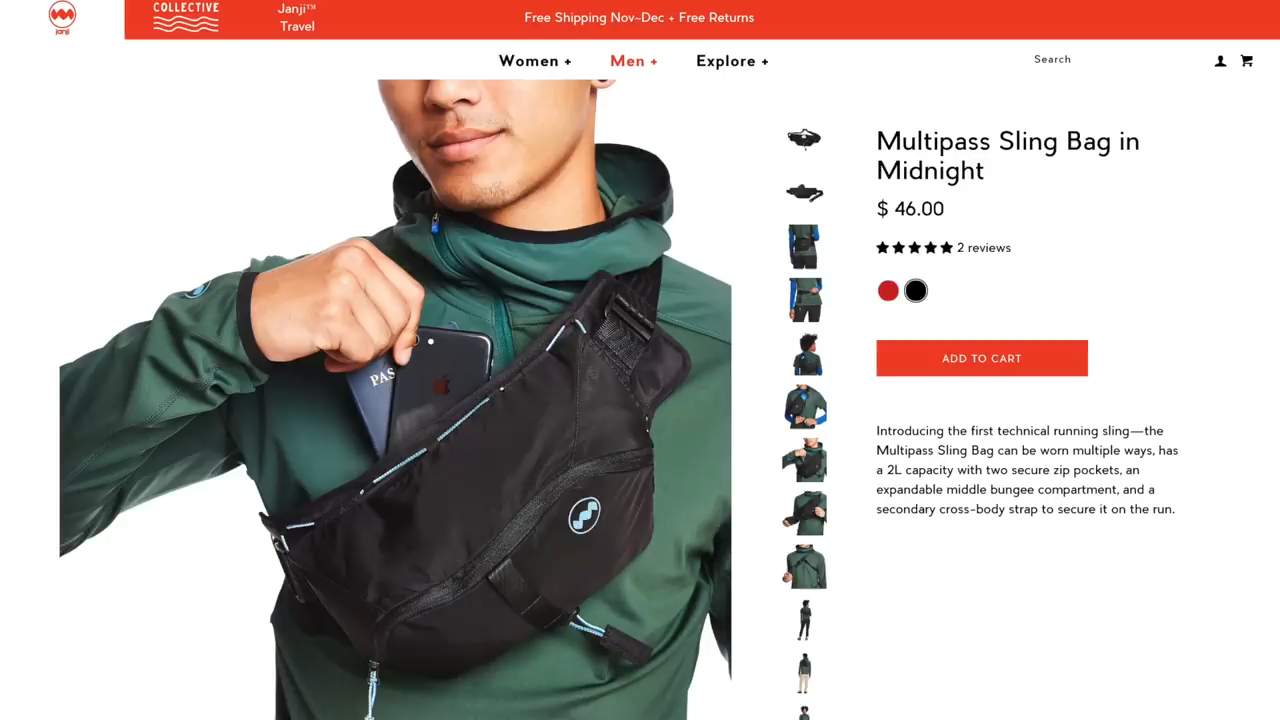 janji
COLLECTIVE
Janji™
Travel
Free Shipping Nov-Dec + Free Returns
Women +
Men +
Explore +
Search
Multipass Sling Bag in
Midnight
$ 46.00
2 reviews
ADD TO CART
Introducing the first technical running sling—the
Multipass Sling Bag can be worn multiple ways, has
a 2L capacity with two secure zip pockets, an
expandable middle bungee compartment, and a
secondary cross-body strap to secure it on the run.
PAS